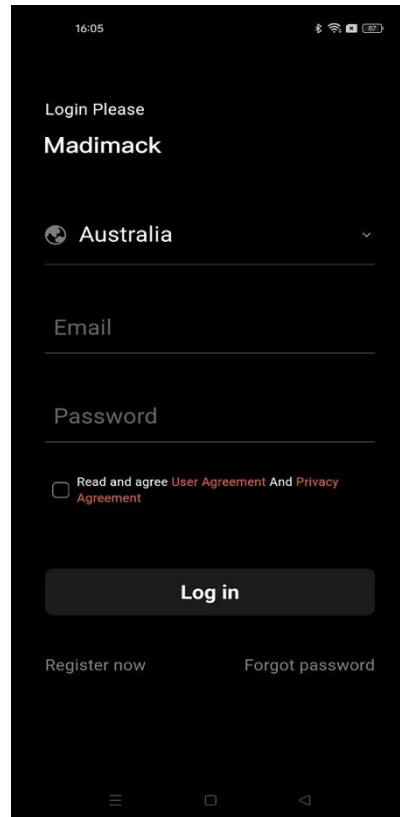 16:05
87
Login Please
Madimack
Australia
Email
Password
Read and agree User Agreement And Privacy
Agreement
Log in
Register now Forgot password